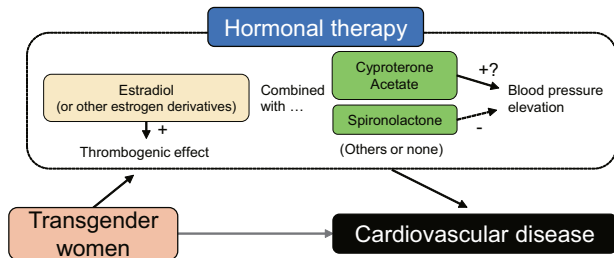 Hormonal therapy
Estradiol
(or other estrogen derivatives)
+
Thrombogenic effect
Combined
with …
Cyproterone
Acetate
+?
Spironolactone
-
(Others or none)
Blood pressure
elevation
Transgender
women
Cardiovascular disease